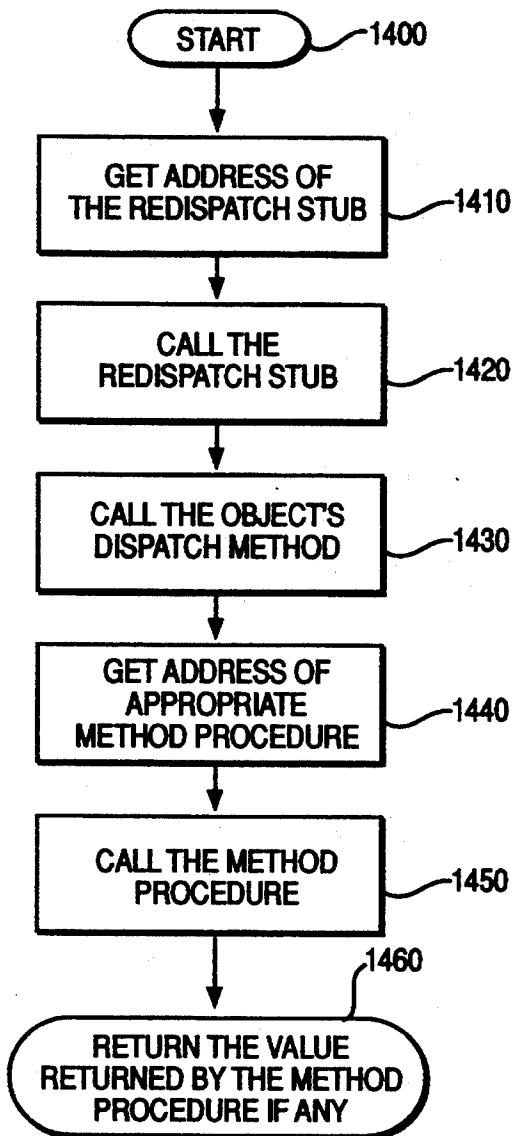 START
1400
GET ADDRESS OF
THE REDISPATCH STUB
1410
CALL THE
REDISPATCH STUB
1420
CALL THE OBJECT'S
DISPATCH METHOD
1430
GET ADDRESS OF
APPROPRIATE
METHOD PROCEDURE
1440
CALL THE METHOD
PROCEDURE
1450
1460
RETURN THE VALUE
RETURNED BY THE METHOD
PROCEDURE IF ANY